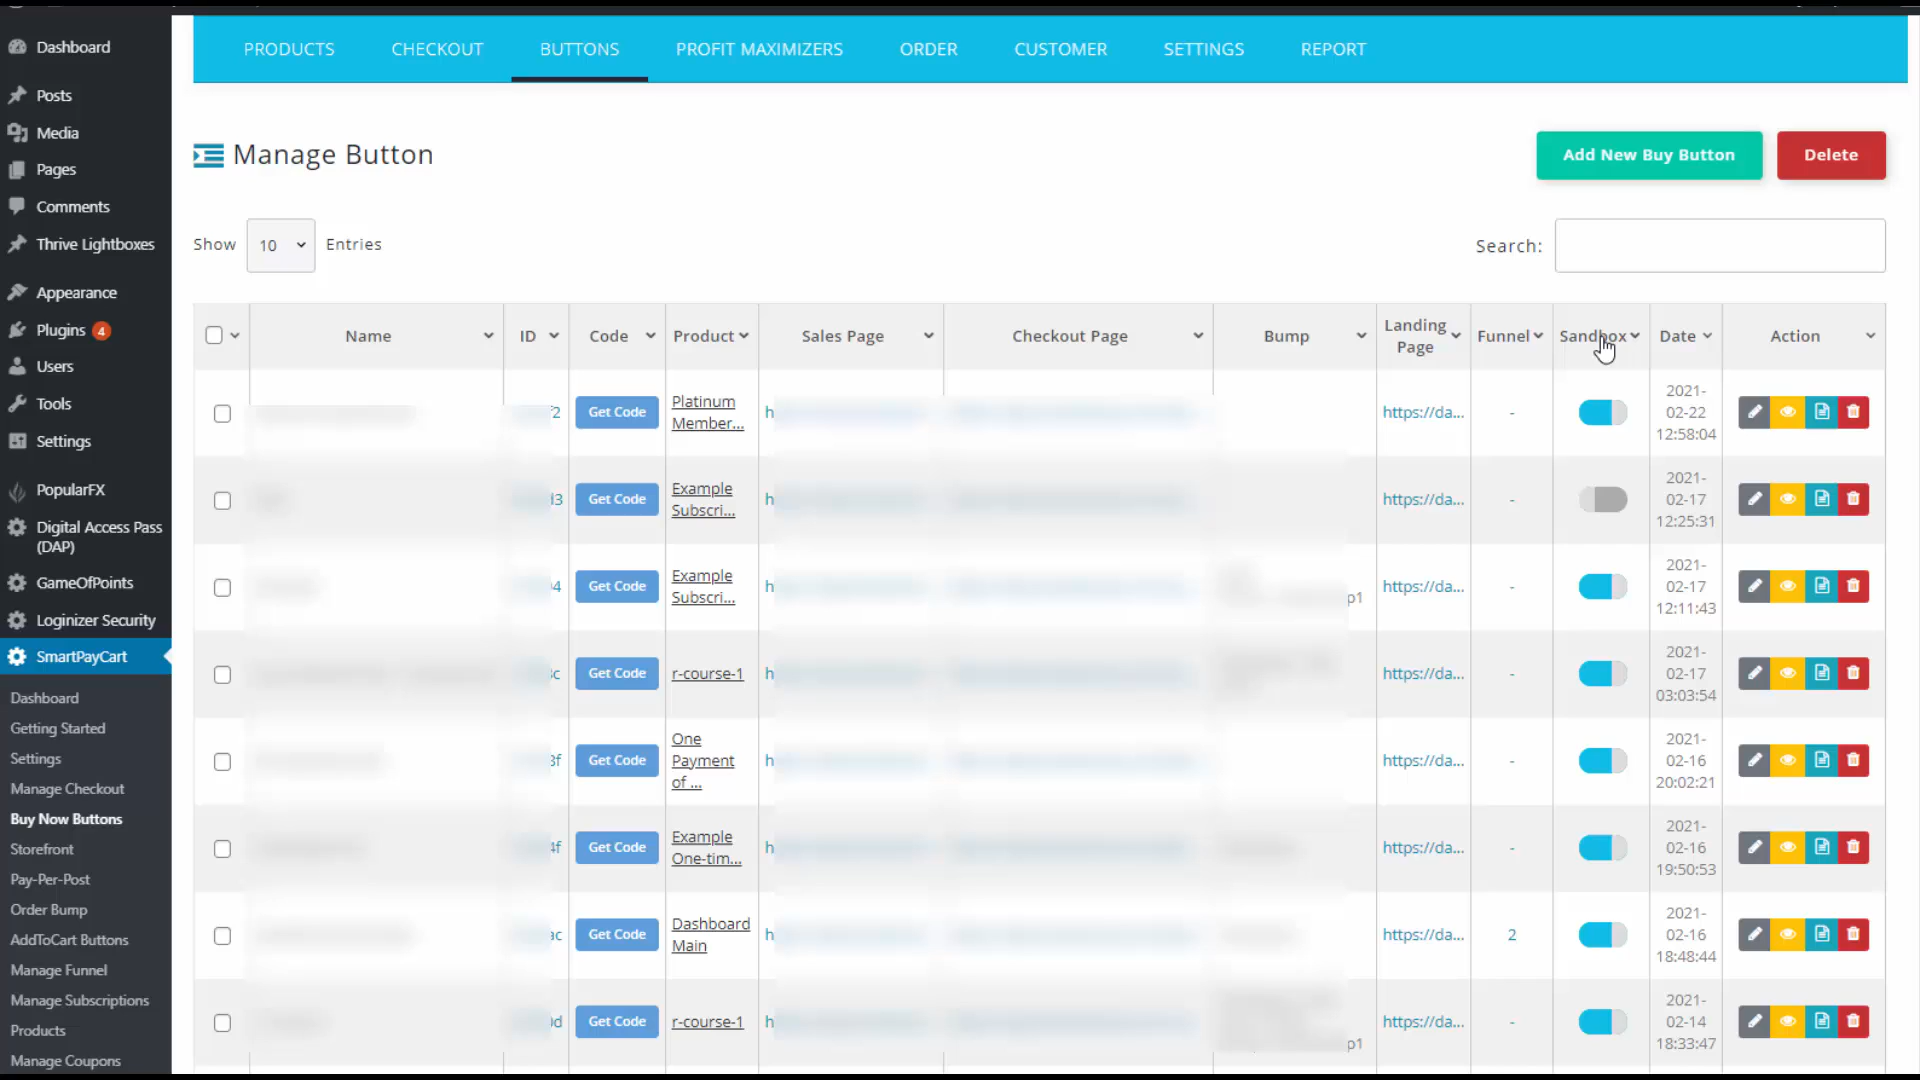 Dashboard
Posts
Media
Pages
Comments
Thrive Lightboxes
Appearance
Plugins 4
Users
Tools
Settings
PopularFX
Digital Access Pass
(DAP)
GameOfPoints
Loginizer Security
SmartPayCart
Dashboard
Getting Started
Settings
Manage Checkout
Buy Now Buttons
Storefront
Pay-Per-Post
Order Bump
AddToCart Buttons
Manage Funnel
Manage Subscriptions
Products
Manage Coupons
PRODUCTS CHECKOUT BUTTONS PROFIT MAXIMIZERS ORDER CUSTOMER SETTINGS REPORT
Manage Button
Add New Buy Button Delete
Show 10 Entries
Search:
Name ID Code Product Sales Page Checkout Page Bump Landing Page Funnel Sandbox Date Action
f2 Get Code Platinum Member... h https://da... - 2021-02-22 12:58:04
d3 Get Code Example Subscri... h https://da... - 2021-02-17 12:25:31
4 Get Code Example Subscri... h p1 https://da... - 2021-02-17 12:11:43
c Get Code r-course-1 h https://da... - 2021-02-17 03:03:54
3f Get Code One Payment of ... h https://da... - 2021-02-16 20:02:21
4f Get Code Example One-tim... h https://da... - 2021-02-16 19:50:53
ac Get Code Dashboard Main h https://da... 2 2021-02-16 18:48:44
d Get Code r-course-1 h p1 https://da... - 2021-02-14 18:33:47